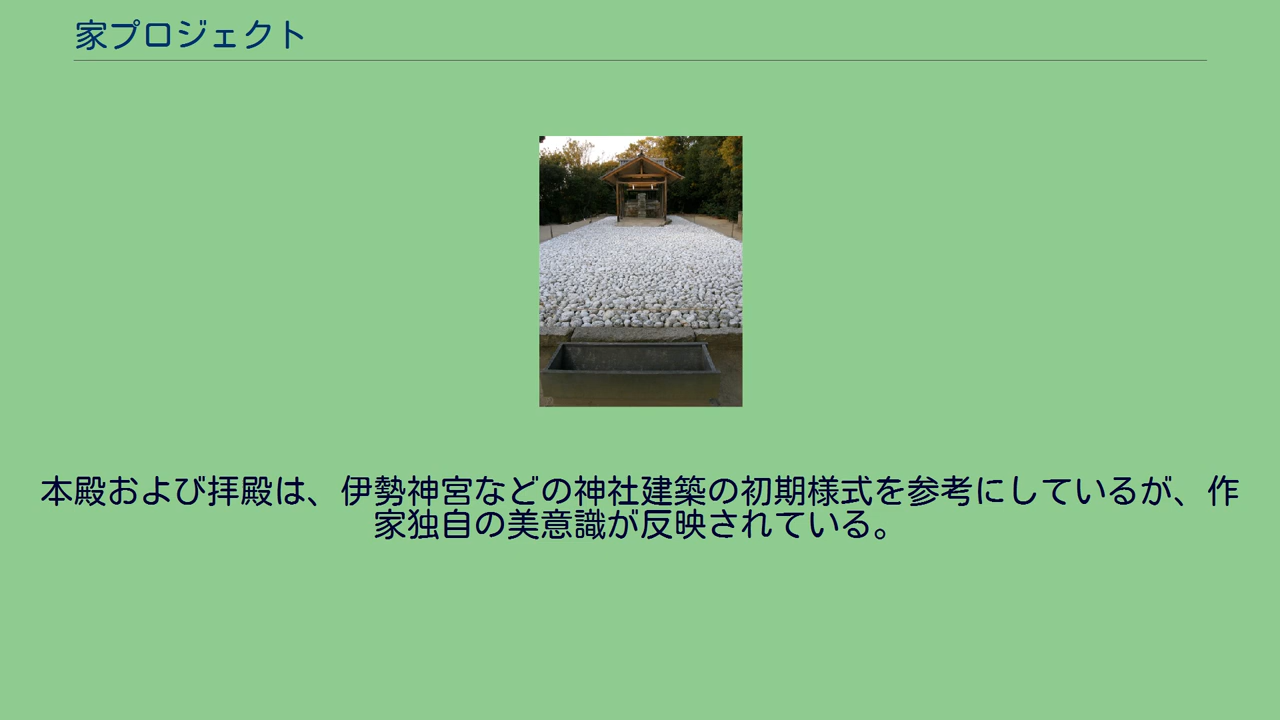 家プロジェクト
本殿および拝殿は、伊勢神宮などの神社建築の初期様式を参考にしているが、作
家独自の美意識が反映されている。